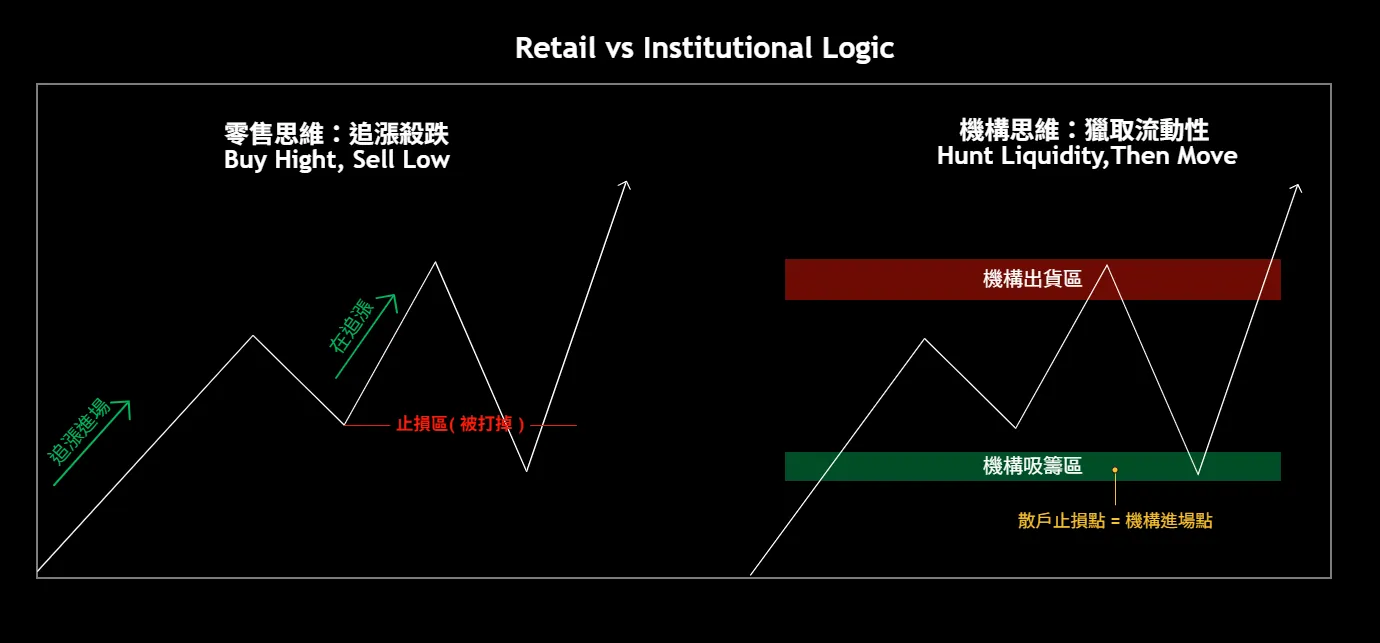 Retail vs Institutional Logic
零售思維：追漲殺跌
Buy Hight, Sell Low
追漲進場
在追漲
止損區( 被打掉 )
機構思維：獵取流動性
Hunt Liquidity,Then Move
機構出貨區
機構吸籌區
散戶止損點 = 機構進場點